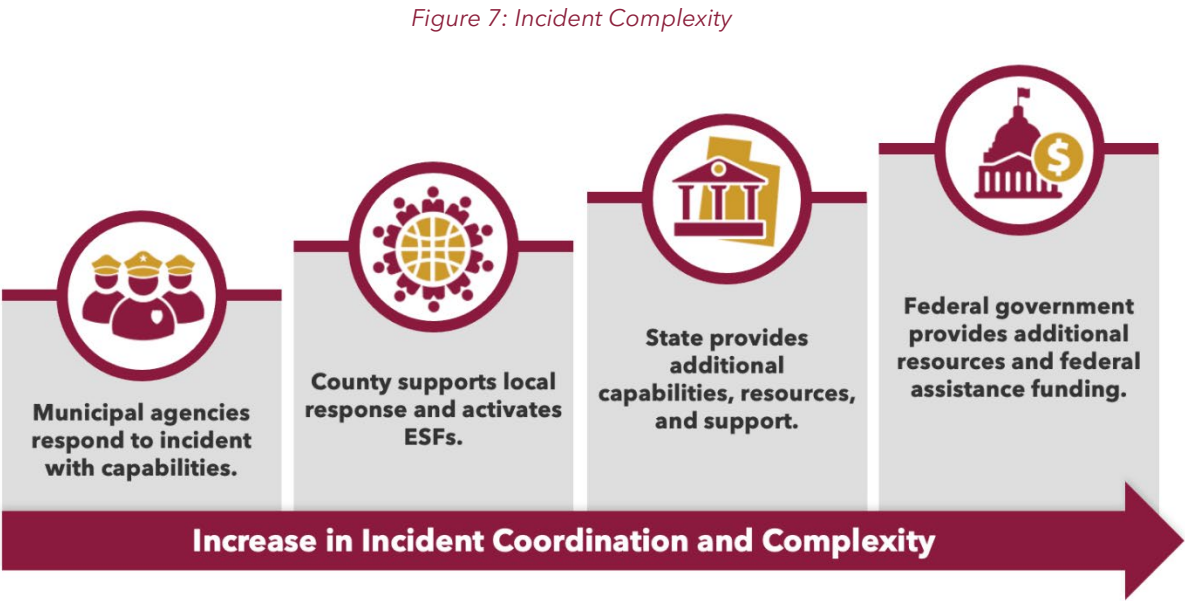 Figure 7: Incident Complexity
Municipal agencies
respond to incident
with capabilities.
County supports local
response and activates
ESFs.
State provides
additional
capabilities, resources,
and support.
Federal government
provides additional
resources and federal
assistance funding.
$
Increase in Incident Coordination and Complexity